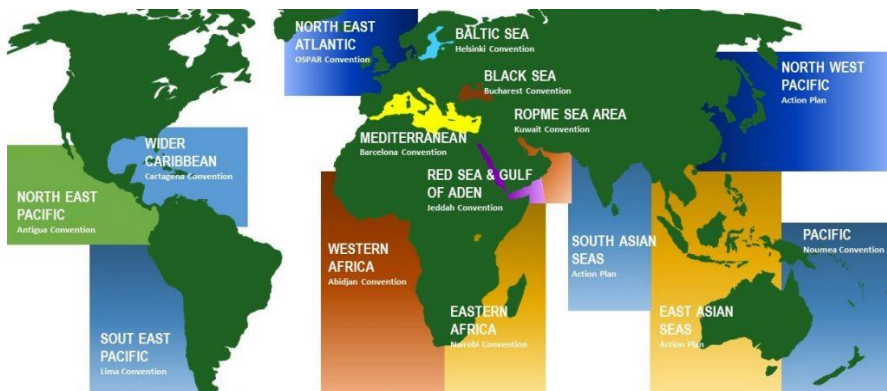 NORTH EAST
ATLANTIC
OSPAR Convention
BALTIC SEA
Helsinki Convention
BLACK SEA
Bucharest Convention
NORTH WEST
PACIFIC
Action Plan
ROPME SEA AREA
Kuwait Convention
WIDER
CARIBBEAN
Cartagena Convention
MEDITERRANEAN
Barcelona Convention
RED SEA & GULF
OF ADEN
Jeddah Convention
NORTH EAST
PACIFIC
Antigua Convention
WESTERN
AFRICA
Abidjan Convention
SOUTH ASIAN
SEAS
Action Plan
PACIFIC
Noumea Convention
SOUT EAST
PACIFIC
Lima Convention
EASTERN
AFRICA
Nairobi Convention
EAST ASIAN
SEAS
Action Plan